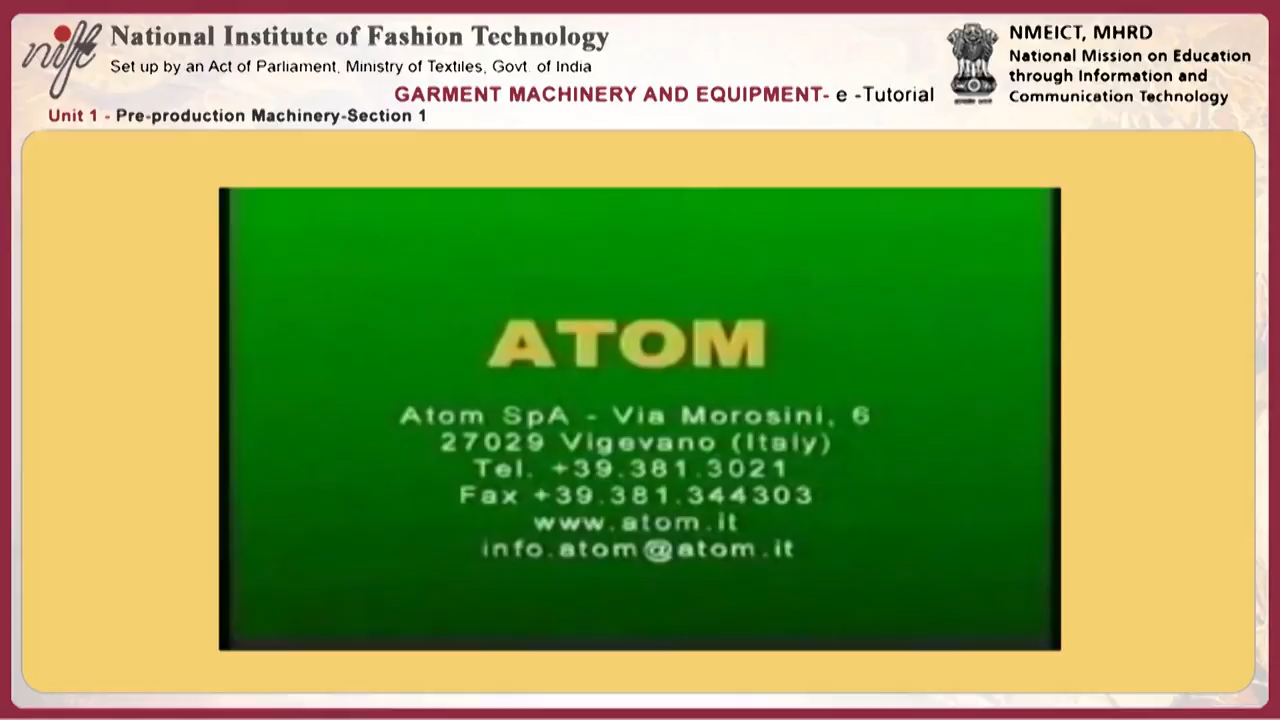 nift
National Institute of Fashion Technology
Set up by an Act of Parliament, Ministry of Textiles, Govt. of India
GARMENT MACHINERY AND EQUIPMENT- e -Tutorial
Unit 1 - Pre-production Machinery-Section 1
NMEICT, MHRD
National Mission on Education
through Information and
Communication Technology
ATOM
Atom SpA - Via Morosini, 6
27029 Vigevano (Italy)
Tel. +39.381.3021
Fax +39.381.344303
www.atom.it
info.atom@atom.it